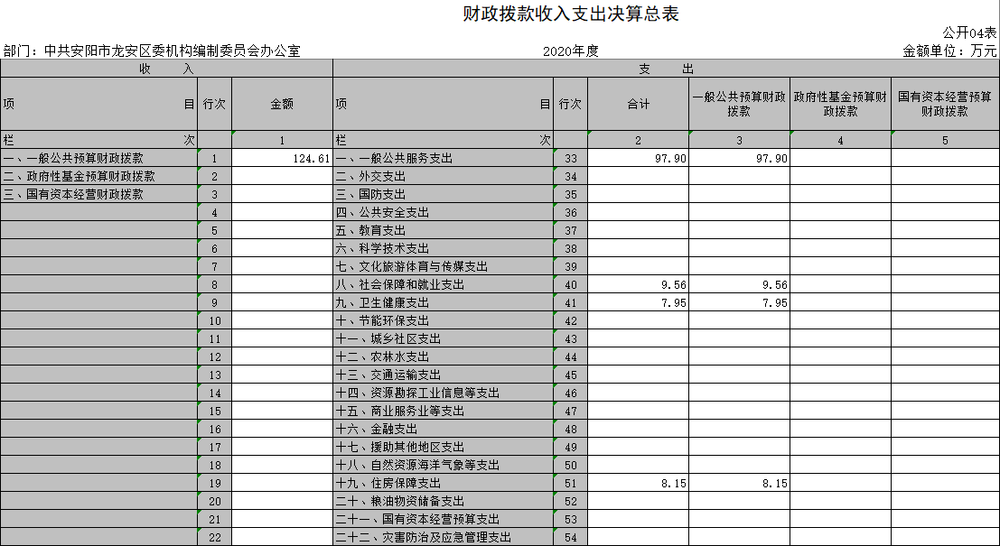 财政拨款收入支出决算总表
公开04表
部门：中共安阳市龙安区委机构编制委员会办公室 2020年度 金额单位：万元
收 入 支 出
项 目 行次 金额 项 目 行次 合计 一般公共预算财政拨款 政府性基金预算财政拨款 国有资本经营预算财政拨款
栏 次 1 栏 次 2 3 4 5
一、一般公共预算财政拨款 1 124.61 一、一般公共服务支出 33 97.90 97.90
二、政府性基金预算财政拨款 2 二、外交支出 34
三、国有资本经营财政拨款 3 三、国防支出 35
4 四、公共安全支出 36
5 五、教育支出 37
6 六、科学技术支出 38
7 七、文化旅游体育与传媒支出 39
8 八、社会保障和就业支出 40 9.56 9.56
9 九、卫生健康支出 41 7.95 7.95
10 十、节能环保支出 42
11 十一、城乡社区支出 43
12 十二、农林水支出 44
13 十三、交通运输支出 45
14 十四、资源勘探工业信息等支出 46
15 十五、商业服务业等支出 47
16 十六、金融支出 48
17 十七、援助其他地区支出 49
18 十八、自然资源海洋气象等支出 50
19 十九、住房保障支出 51 8.15 8.15
20 二十、粮油物资储备支出 52
21 二十一、国有资本经营预算支出 53
22 二十二、灾害防治及应急管理支出 54